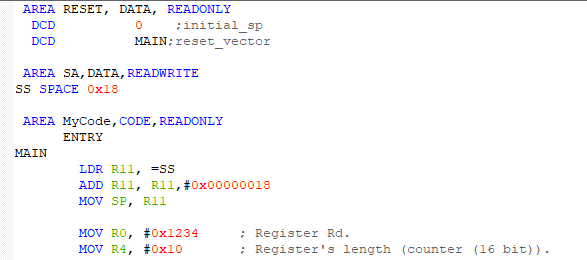 AREA RESET, DATA, READONLY
DCD 0 ;initial_sp
DCD MAIN;reset_vector
AREA SA,DATA,READWRITE
SS SPACE 0x18
AREA MyCode,CODE,READONLY
ENTRY
MAIN
LDR R11, =SS
ADD R11, R11,#0x00000018
MOV SP, R11
MOV R0, #0x1234 ; Register Rd.
MOV R4, #0x10 ; Register's length (counter (16 bit)).